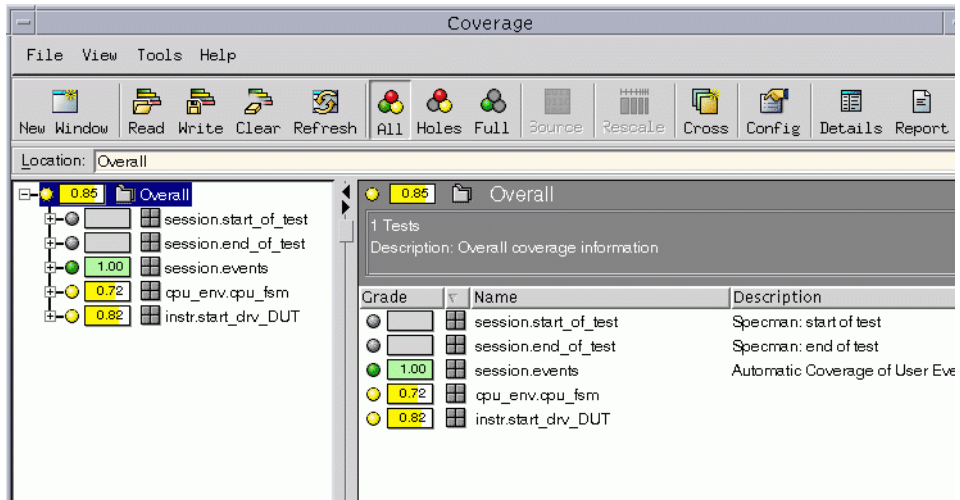 Coverage
File View Tools Help
New Window Read Write Clear Refresh All Holes Full Source Rescale Cross Config Details Report
Location: Overall
0.85 Overall
session.start_of_test
session.end_of_test
1.00 session.events
0.72 cpu_env.cpu_fsm
0.82 instr.start_drv_DUT
0.85 Overall
1 Tests
Description: Overall coverage information
Grade Name Description
session.start_of_test Specman: start of test
session.end_of_test Specman: end of test
1.00 session.events Automatic Coverage of User Eve
0.72 cpu_env.cpu_fsm
0.82 instr.start_drv_DUT